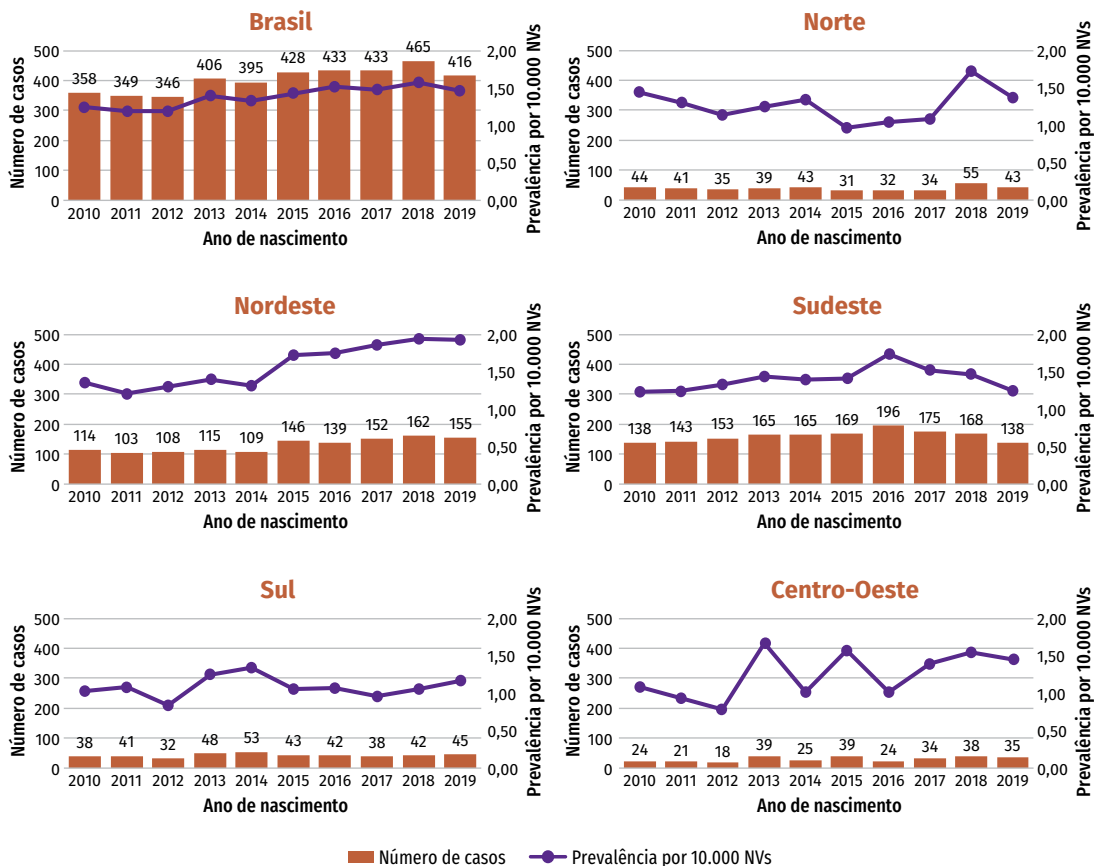 Brasil
Número de casos
500
400
300
200
100
0
358 349 346 406 395 428 433 433 465 416
2,00
1,50
1,00
0,50
0,00
Prevalência por 10.000 NVs
2010 2011 2012 2013 2014 2015 2016 2017 2018 2019
Ano de nascimento
Norte
Número de casos
500
400
300
200
100
0
44 41 35 39 43 31 32 34 55 43
2,00
1,50
1,00
0,50
0,00
Prevalência por 10.000 NVs
2010 2011 2012 2013 2014 2015 2016 2017 2018 2019
Ano de nascimento
Nordeste
Número de casos
500
400
300
200
100
0
114 103 108 115 109 146 139 152 162 155
2,00
1,50
1,00
0,50
0,00
Prevalência por 10.000 NVs
2010 2011 2012 2013 2014 2015 2016 2017 2018 2019
Ano de nascimento
Sudeste
Número de casos
500
400
300
200
100
0
138 143 153 165 165 169 196 175 168 138
2,00
1,50
1,00
0,50
0,00
Prevalência por 10.000 NVs
2010 2011 2012 2013 2014 2015 2016 2017 2018 2019
Ano de nascimento
Sul
Número de casos
500
400
300
200
100
0
38 41 32 48 53 43 42 38 42 45
2,00
1,50
1,00
0,50
0,00
Prevalência por 10.000 NVs
2010 2011 2012 2013 2014 2015 2016 2017 2018 2019
Ano de nascimento
Centro-Oeste
Número de casos
500
400
300
200
100
0
24 21 18 39 25 39 24 34 38 35
2,00
1,50
1,00
0,50
0,00
Prevalência por 10.000 NVs
2010 2011 2012 2013 2014 2015 2016 2017 2018 2019
Ano de nascimento
Número de casos Prevalência por 10.000 NVs